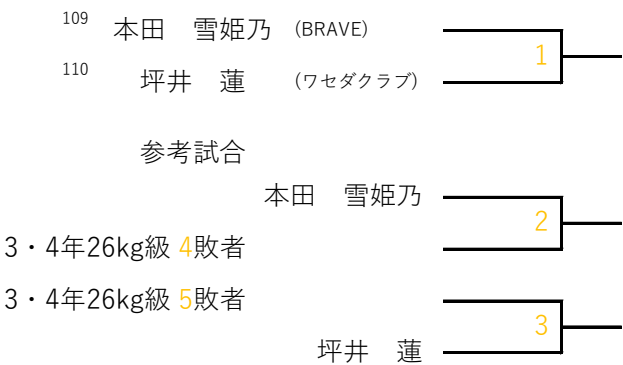 109 本田　雪姫乃 (BRAVE)
1
110 坪井　蓮 (ワセダクラブ)
参考試合
本田　雪姫乃
2
3・4年26kg級 4敗者
3・4年26kg級 5敗者
3
坪井　蓮